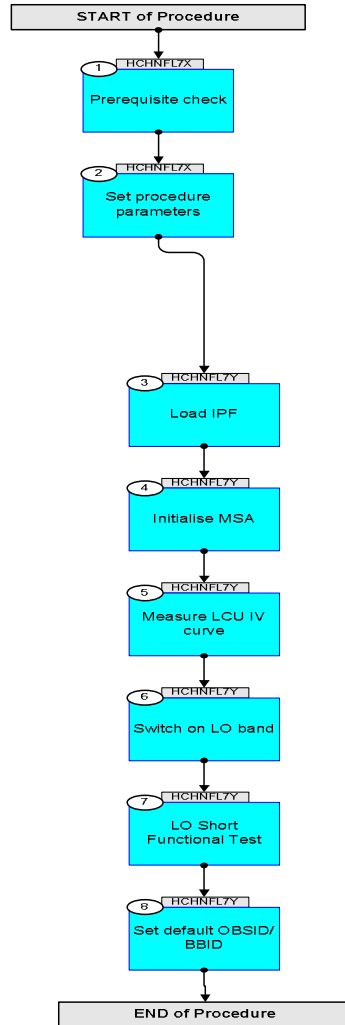 START of Procedure
HCHNFL7X
1
Prerequisite check
HCHNFL7X
2
Set procedure
parameters
HCHNFL7Y
3
Load IPF
HCHNFL7Y
4
Initialise MSA
HCHNFL7Y
5
Measure LCU IV
curve
HCHNFL7Y
6
Switch on LO band
HCHNFL7Y
7
LO Short
Functional Test
HCHNFL7Y
8
Set default OBSID/
BBID
END of Procedure